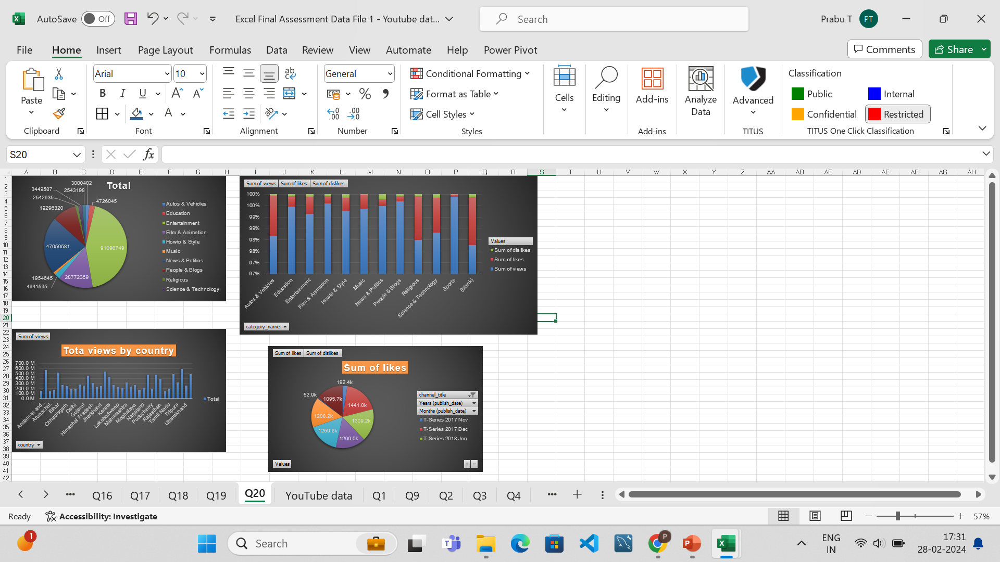 AutoSave Off Excel Final Assessment Data File 1 - Youtube dat... Search Prabu T PT
File Home Insert Page Layout Formulas Data Review View Automate Help Power Pivot Comments Share
Paste Arial 10 General Conditional Formatting Format as Table Cell Styles Cells Editing Add-ins Analyze Data Advanced Classification
Public Internal
Confidential Restricted
Clipboard Font Alignment Number Styles Add-ins TITUS TITUS One Click Classification
S20 fx
A B C D E F G H I J K L M N O P Q R S T U V W X Y Z AA AB AC AD AE AF AG AH
1 2 3 4 5 6 7 8 9 10 11 12 13 14 15 16 17 18 19 20 21 22 23 24 25 26 27 28 29 30 31 32 33 34 35 36 37 38 39 40 41 42
Total
3000402
3449587 2543198
2542635 4726045
19296320
47050581 91090749
1954645 28772359
4641565
Autos & Vehicles
Education
Entertainment
Film & Animation
Howto & Style
Music
News & Politics
People & Blogs
Religious
Science & Technology
Sum of views Sum of likes Sum of dislikes
100%
100%
99%
99%
98%
98%
97%
97%
Autos & Vehicles Education Entertainment Film & Animation Howto & Style Music News & Politics People & Blogs Religious Science & Technology Sports (blank)
Values
Sum of dislikes
Sum of likes
Sum of views
category_name
Sum of views
Tota views by country
700.0 M
600.0 M
500.0 M
400.0 M
300.0 M
200.0 M
100.0 M
0.0 M
Andaman and... Arunachal... Bihar Chhattisgarh Delhi Gujarat Himachal Pradesh Jharkhand Kerala Lakshadweep Maharashtra Meghalaya Nagaland Puducherry Rajasthan Tamil Nadu Tripura Uttarakhand
Total
country
Sum of likes Sum of dislikes
Sum of likes
192.4k
52.9k 1095.7k
1441.0k
1208.2k 1309.2k
1259.6k
1206.0k
channel_title
Years (publish_date)
Months (publish_date)
T-Series 2017 Nov
T-Series 2017 Dec
T-Series 2018 Jan
Values + −
Q16 Q17 Q18 Q19 Q20 YouTube data Q1 Q9 Q2 Q3 Q4
Ready Accessibility: Investigate 57%
1 Search ENG IN 17:31
28-02-2024